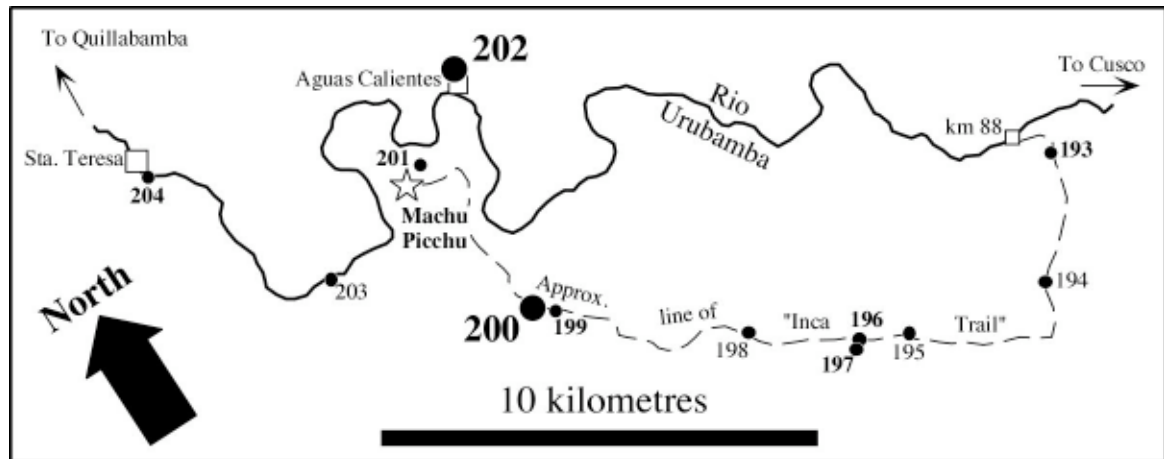 To Quillabamba
202
Aguas Calientes
To Cusco
Rio
Urubamba
km 88
193
Sta. Teresa
204
201
Machu
Picchu
203
194
North
200
Approx.
199
line of
198
"Inca
196
197
195
Trail"
10 kilometres